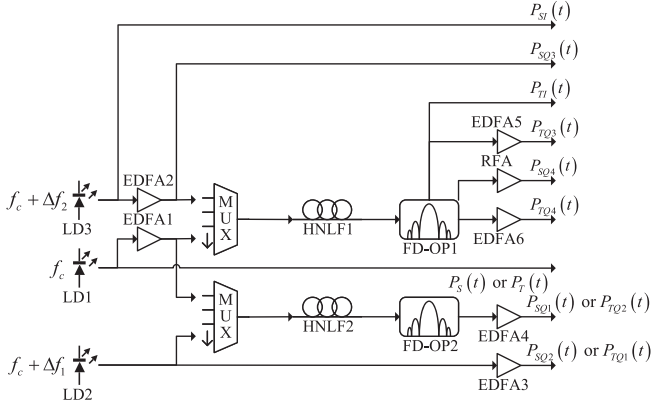 P_{SI}(t)
P_{SQ3}(t)
P_{TI}(t)
EDFA5
P_{TQ3}(t)
RFA
P_{SQ4}(t)
EDFA2
f_c + Δf_2
LD3
MUX
HNLF1
FD-OP1
EDFA6
P_{TQ4}(t)
EDFA1
f_c
LD1
P_S(t) or P_T(t)
MUX
HNLF2
FD-OP2
EDFA4
P_{SQ1}(t) or P_{TQ2}(t)
f_c + Δf_1
LD2
EDFA3
P_{SQ2}(t) or P_{TQ1}(t)